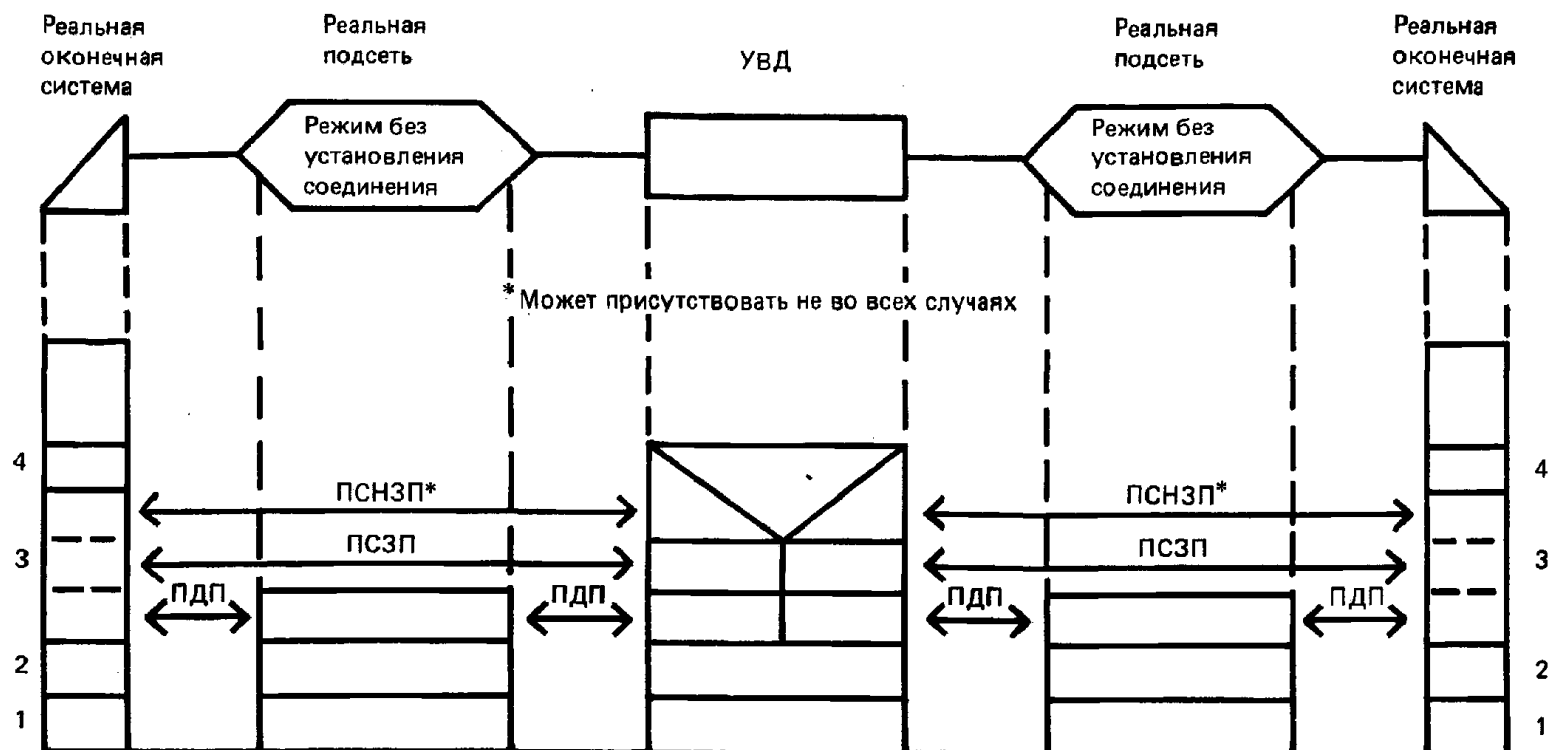 Реальная
оконечная
система
Реальная
подсеть
УВД
Реальная
подсеть
Реальная
оконечная
система
Режим без
установления
соединения
Режим без
установления
соединения
* Может присутствовать не во всех случаях
4
ПСНЗП*
ПСНЗП*
4
3
ПСЗП
ПСЗП
3
ПДП
ПДП
ПДП
ПДП
2
2
1
1